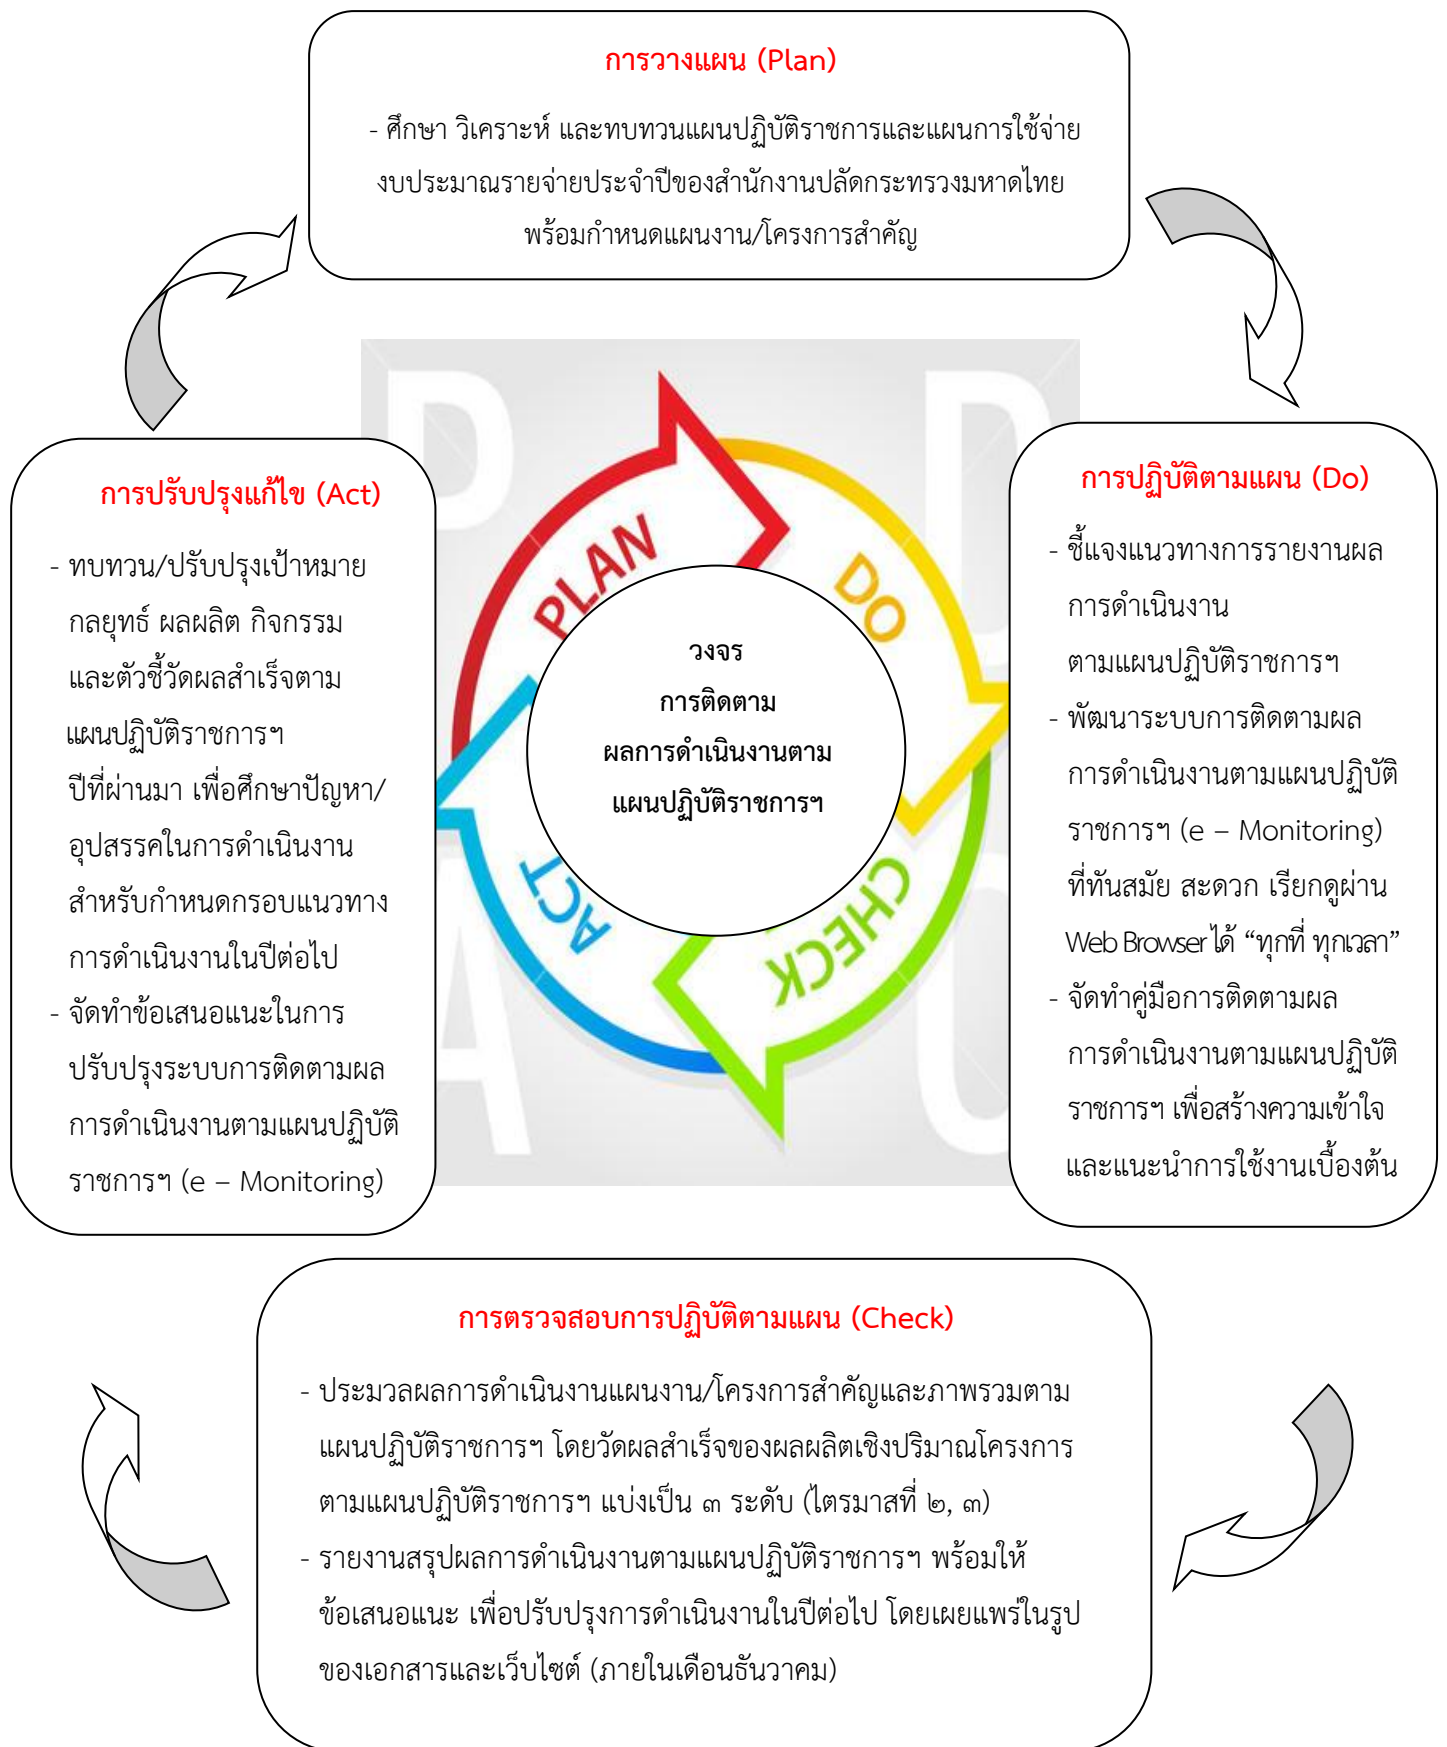 การวางแผน (Plan)
- ศึกษา วิเคราะห์ และทบทวนแผนปฏิบัติราชการและแผนการใช้จ่าย
งบประมาณรายจ่ายประจำปีของสำนักงานปลัดกระทรวงมหาดไทย
พร้อมกำหนดแผนงาน/โครงการสำคัญ
การปรับปรุงแก้ไข (Act)
- ทบทวน/ปรับปรุงเป้าหมาย
กลยุทธ์ ผลผลิต กิจกรรม
และตัวชี้วัดผลสำเร็จตาม
แผนปฏิบัติราชการฯ
ปีที่ผ่านมา เพื่อศึกษาปัญหา/
อุปสรรคในการดำเนินงาน
สำหรับกำหนดกรอบแนวทาง
การดำเนินงานในปีต่อไป
- จัดทำข้อเสนอแนะในการ
ปรับปรุงระบบการติดตามผล
การดำเนินงานตามแผนปฏิบัติ
ราชการฯ (e – Monitoring)
P
D
A
C
PLAN
DO
CHECK
ACT
วงจร
การติดตาม
ผลการดำเนินงานตาม
แผนปฏิบัติราชการฯ
การปฏิบัติตามแผน (Do)
- ชี้แจงแนวทางการรายงานผล
การดำเนินงาน
ตามแผนปฏิบัติราชการฯ
- พัฒนาระบบการติดตามผล
การดำเนินงานตามแผนปฏิบัติ
ราชการฯ (e – Monitoring)
ที่ทันสมัย สะดวก เรียกดูผ่าน
Web Browser ได้ “ทุกที่ ทุกเวลา”
- จัดทำคู่มือการติดตามผล
การดำเนินงานตามแผนปฏิบัติ
ราชการฯ เพื่อสร้างความเข้าใจ
และแนะนำการใช้งานเบื้องต้น
การตรวจสอบการปฏิบัติตามแผน (Check)
- ประมวลผลการดำเนินงานแผนงาน/โครงการสำคัญและภาพรวมตาม
แผนปฏิบัติราชการฯ โดยวัดผลสำเร็จของผลผลิตเชิงปริมาณโครงการ
ตามแผนปฏิบัติราชการฯ แบ่งเป็น ๓ ระดับ (ไตรมาสที่ ๒, ๓)
- รายงานสรุปผลการดำเนินงานตามแผนปฏิบัติราชการฯ พร้อมให้
ข้อเสนอแนะ เพื่อปรับปรุงการดำเนินงานในปีต่อไป โดยเผยแพร่ในรูป
ของเอกสารและเว็บไซต์ (ภายในเดือนธันวาคม)